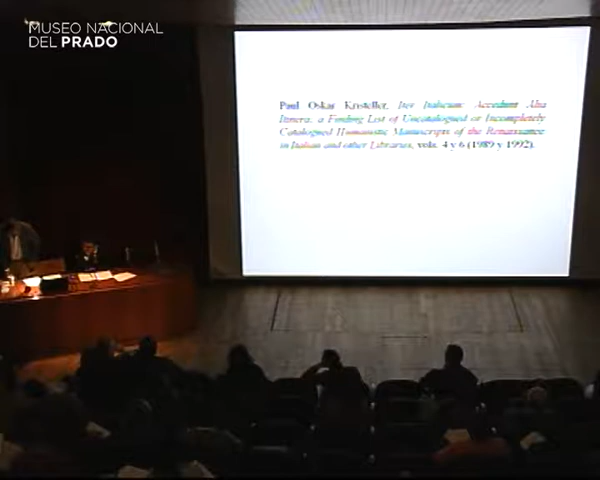 MUSEO NACIONAL
DEL PRADO
Paul Oskar Kristeller, Iter Italicum: Accedunt Alia
Itinera, a Finding List of Uncatalogued or Incompletely
Catalogued Humanistic Manuscripts of the Renaissance
in Italian and other Libraries, vols. 4 y 6 (1989 y 1992).